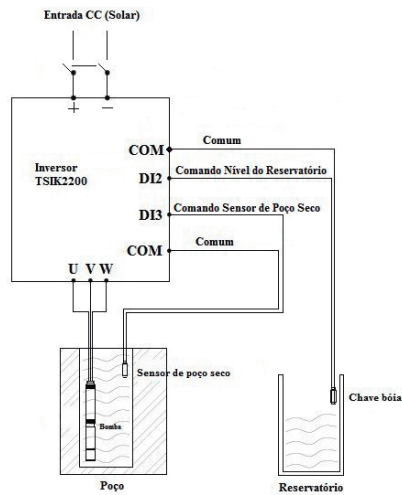 Entrada CC (Solar)
+ −
Inversor
TSIK2200
COM
Comum
DI2
Comando Nível do Reservatório
DI3
Comando Sensor de Poço Seco
COM
Comum
U V W
Sensor de poço seco
Bomba
Chave bóia
Poço
Reservatório